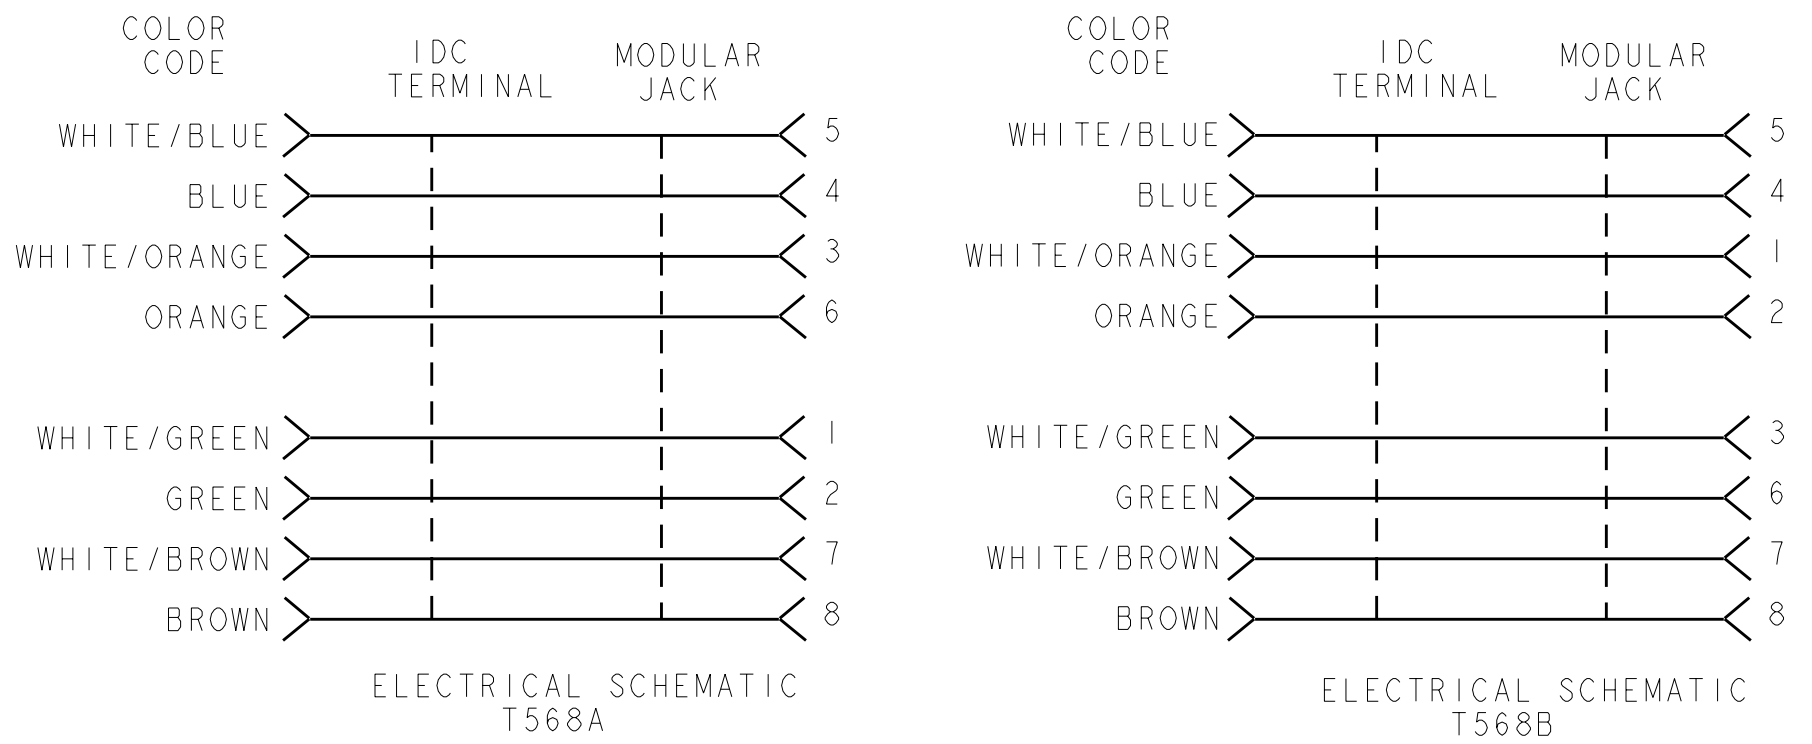 COLOR
CODE
IDC
TERMINAL
MODULAR
JACK
WHITE/BLUE 5
BLUE 4
WHITE/ORANGE 3
ORANGE 6
WHITE/GREEN 1
GREEN 2
WHITE/BROWN 7
BROWN 8
ELECTRICAL SCHEMATIC
T568A
COLOR
CODE
IDC
TERMINAL
MODULAR
JACK
WHITE/BLUE 5
BLUE 4
WHITE/ORANGE 1
ORANGE 2
WHITE/GREEN 3
GREEN 6
WHITE/BROWN 7
BROWN 8
ELECTRICAL SCHEMATIC
T568B